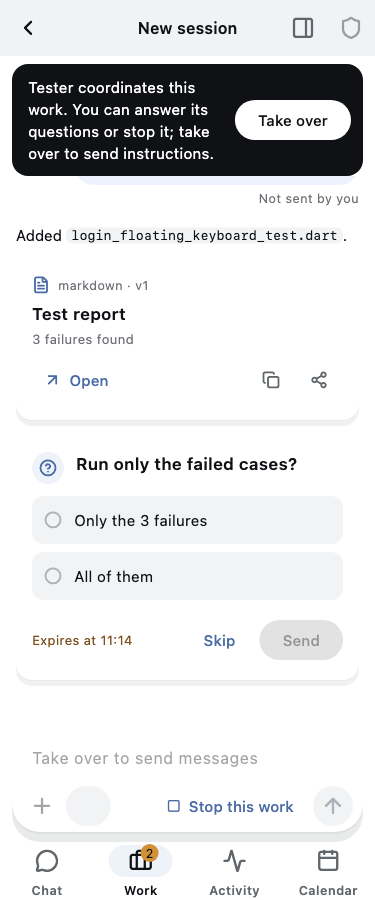 New session
Tester coordinates this
work. You can answer its
questions or stop it; take
over to send instructions.
Take over
Not sent by you
Added login_floating_keyboard_test.dart.
markdown · v1
Test report
3 failures found
Open
Run only the failed cases?
Only the 3 failures
All of them
Expires at 11:14
Skip
Send
Take over to send messages
Stop this work
2
Chat
Work
Activity
Calendar